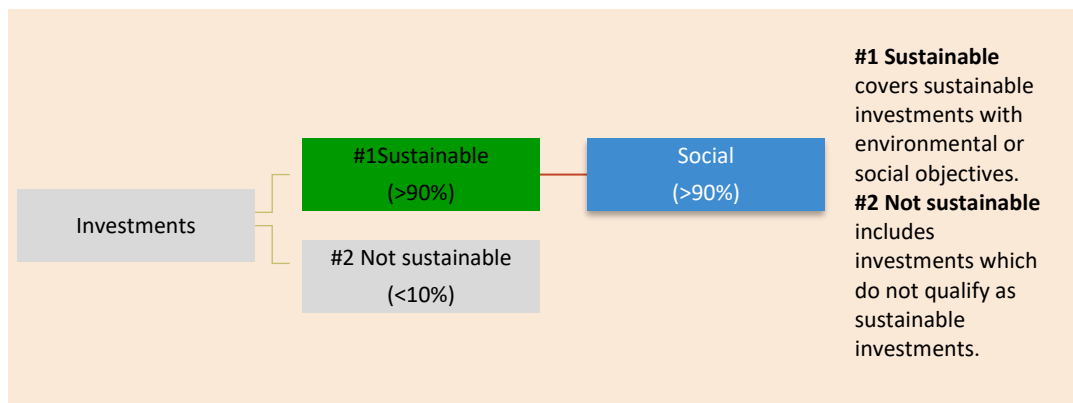 Investments
#1Sustainable
(>90%)
Social
(>90%)
#2 Not sustainable
(<10%)
#1 Sustainable
covers sustainable
investments with
environmental or
social objectives.
#2 Not sustainable
includes
investments which
do not qualify as
sustainable
investments.